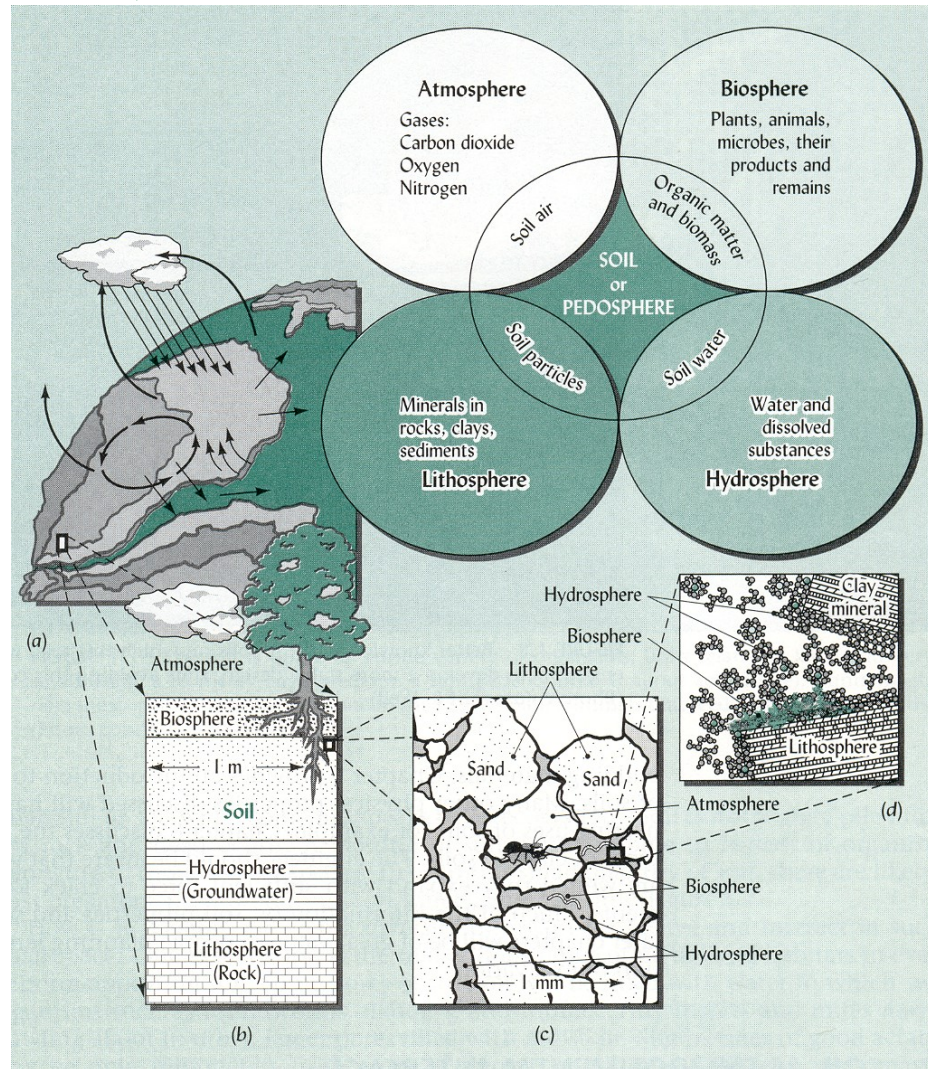 Atmosphere
Gases:
Carbon dioxide
Oxygen
Nitrogen
Biosphere
Plants, animals,
microbes, their
products and
remains
Soil air
Organic matter
and biomass
SOIL
or
PEDOSPHERE
Soil particles
Soil water
Minerals in
rocks, clays,
sediments
Lithosphere
Water and
dissolved
substances
Hydrosphere
(a)
Atmosphere
Biosphere
1 m
Soil
Hydrosphere
(Groundwater)
Lithosphere
(Rock)
(b)
Lithosphere
Sand
Sand
Atmosphere
Biosphere
Hydrosphere
1 mm
(c)
Hydrosphere
Biosphere
Clay
mineral
Lithosphere
(d)